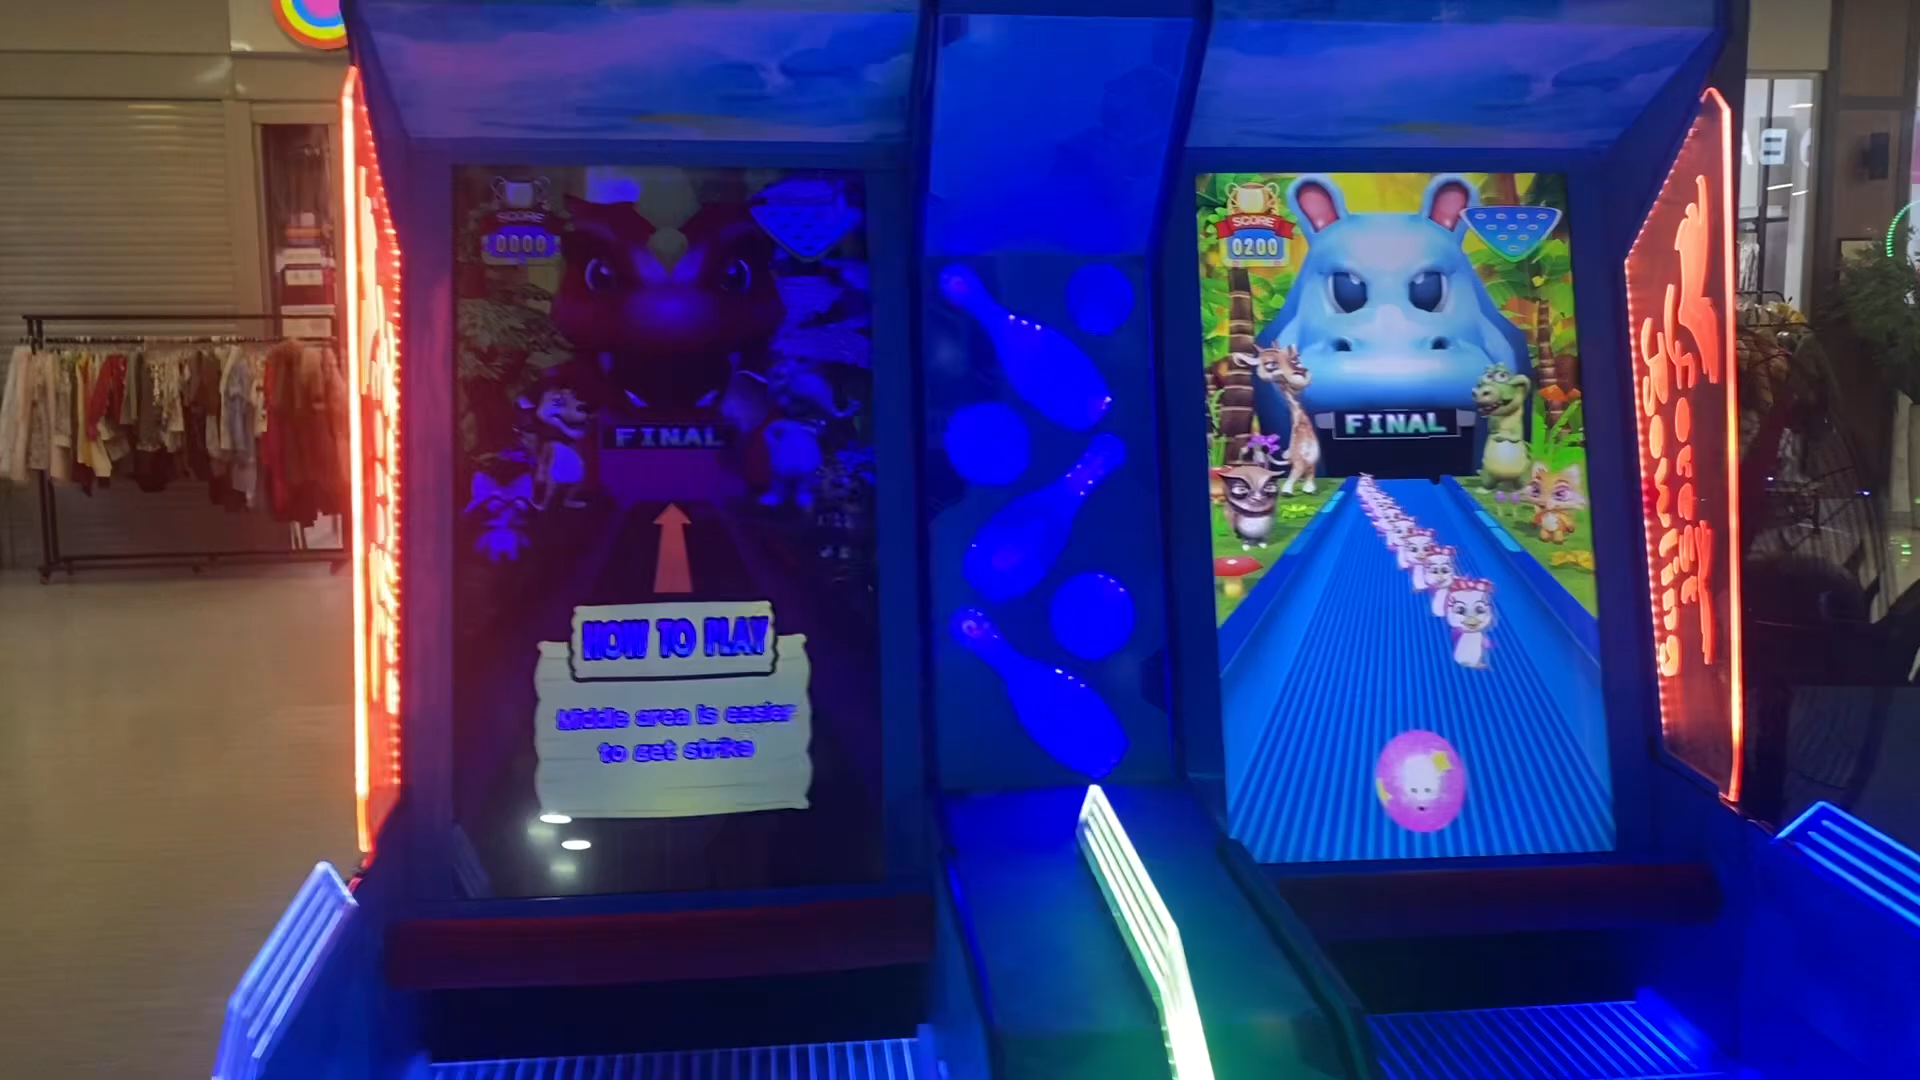 SCORE
0000
FINAL
HOW TO PLAY
Middle area is easier
to get strike
SCORE
0200
FINAL